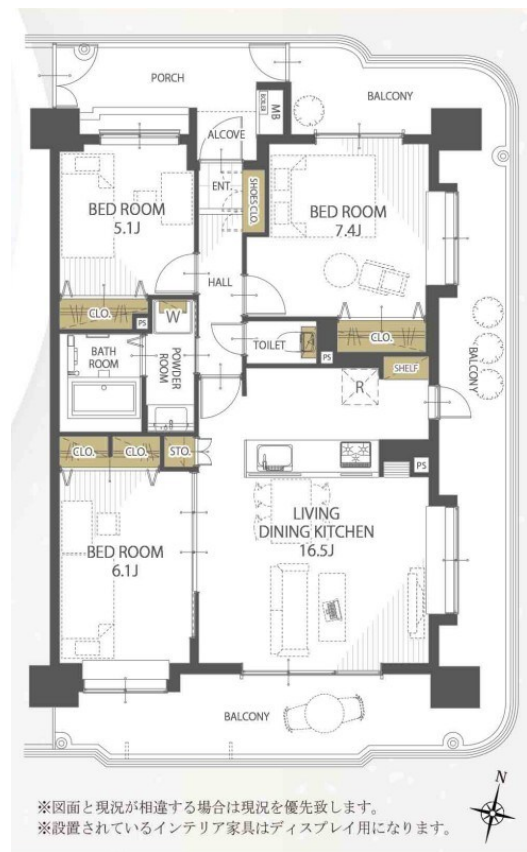 PORCH
BALCONY
MB
BOILER
ALCOVE
ENT.
SHOES CLO.
BED ROOM
5.1J
BED ROOM
7.4J
HALL
CLO.
PS
W
BATH
ROOM
POWDER
ROOM
TOILET
PS
CLO.
SHELF
R
BALCONY
CLO.
CLO.
STO.
PS
LIVING
DINING KITCHEN
16.5J
BED ROOM
6.1J
BALCONY
N
※図面と現況が相違する場合は現況を優先致します。
※設置されているインテリア家具はディスプレイ用になります。